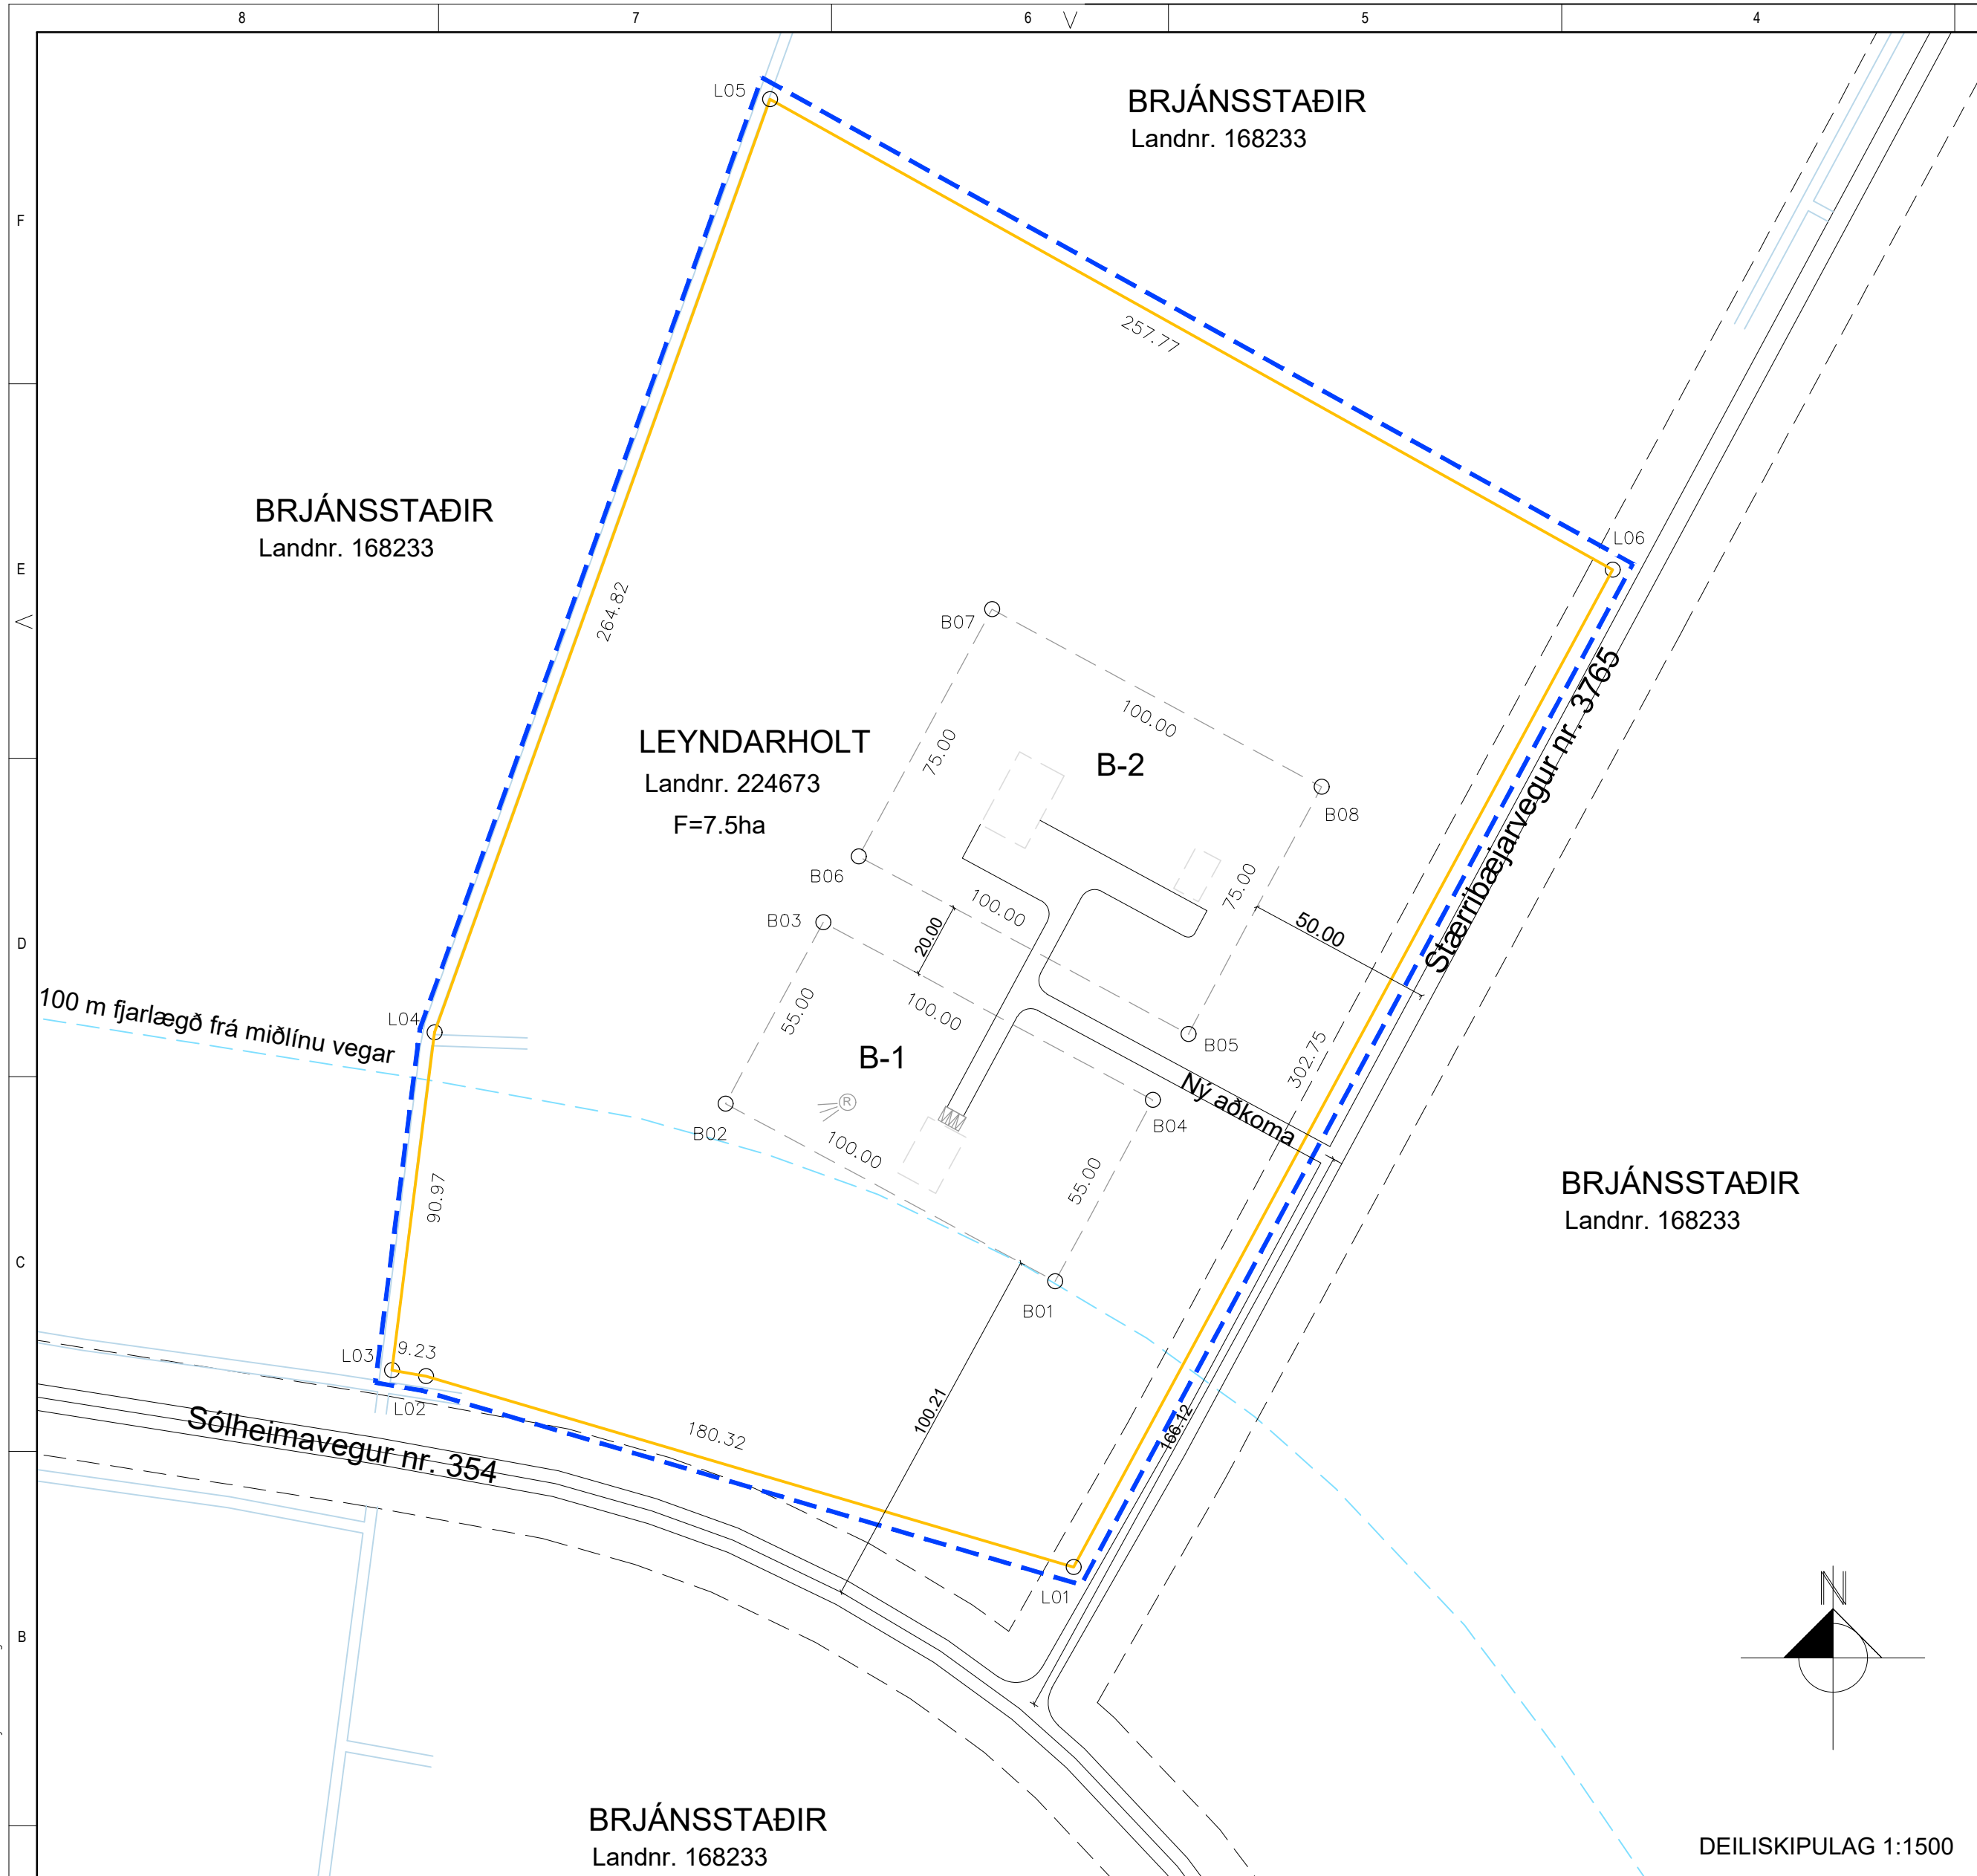 8
7
6
5
4
L05
BRJÁNSSTAÐIR
Landnr. 168233
F
257.77
BRJÁNSSTAÐIR
Landnr. 168233
L06
E
264.82
B07
100.00
Stærribæjarvegur nr. 3765
LEYNDARHOLT
Landnr. 224673
F=7.5ha
75.00
B-2
B08
B06
75.00
B03
100.00
20.00
50.00
D
100 m fjarlægð frá miðlínu vegar
L04
55.00
100.00
B-1
B05
302.75
Ný aðkoma
R
B02
B04
100.00
55.00
90.97
BRJÁNSSTAÐIR
Landnr. 168233
C
B01
L03
9.23
L02
Sólheimavegur nr. 354
180.32
100.21
166.12
L01
B
N
BRJÁNSSTAÐIR
Landnr. 168233
DEILISKIPULAG 1:1500